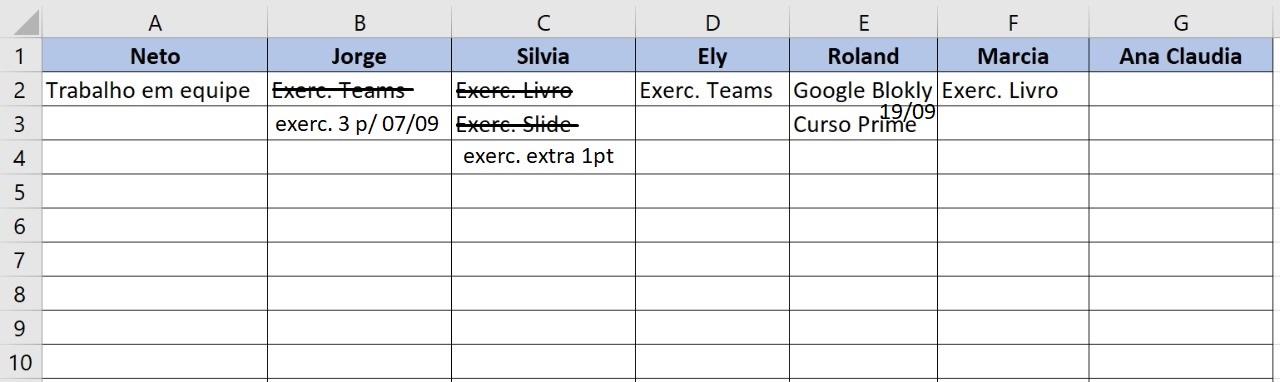 A B C D E F G
1 Neto Jorge Silvia Ely Roland Marcia Ana Claudia
2 Trabalho em equipe Exerc. Teams Exerc. Livro Exerc. Teams Google Blokly Exerc. Livro
19/09
3 exerc. 3 p/ 07/09 Exerc. Slide Curso Prime
4 exerc. extra 1pt
5
6
7
8
9
10